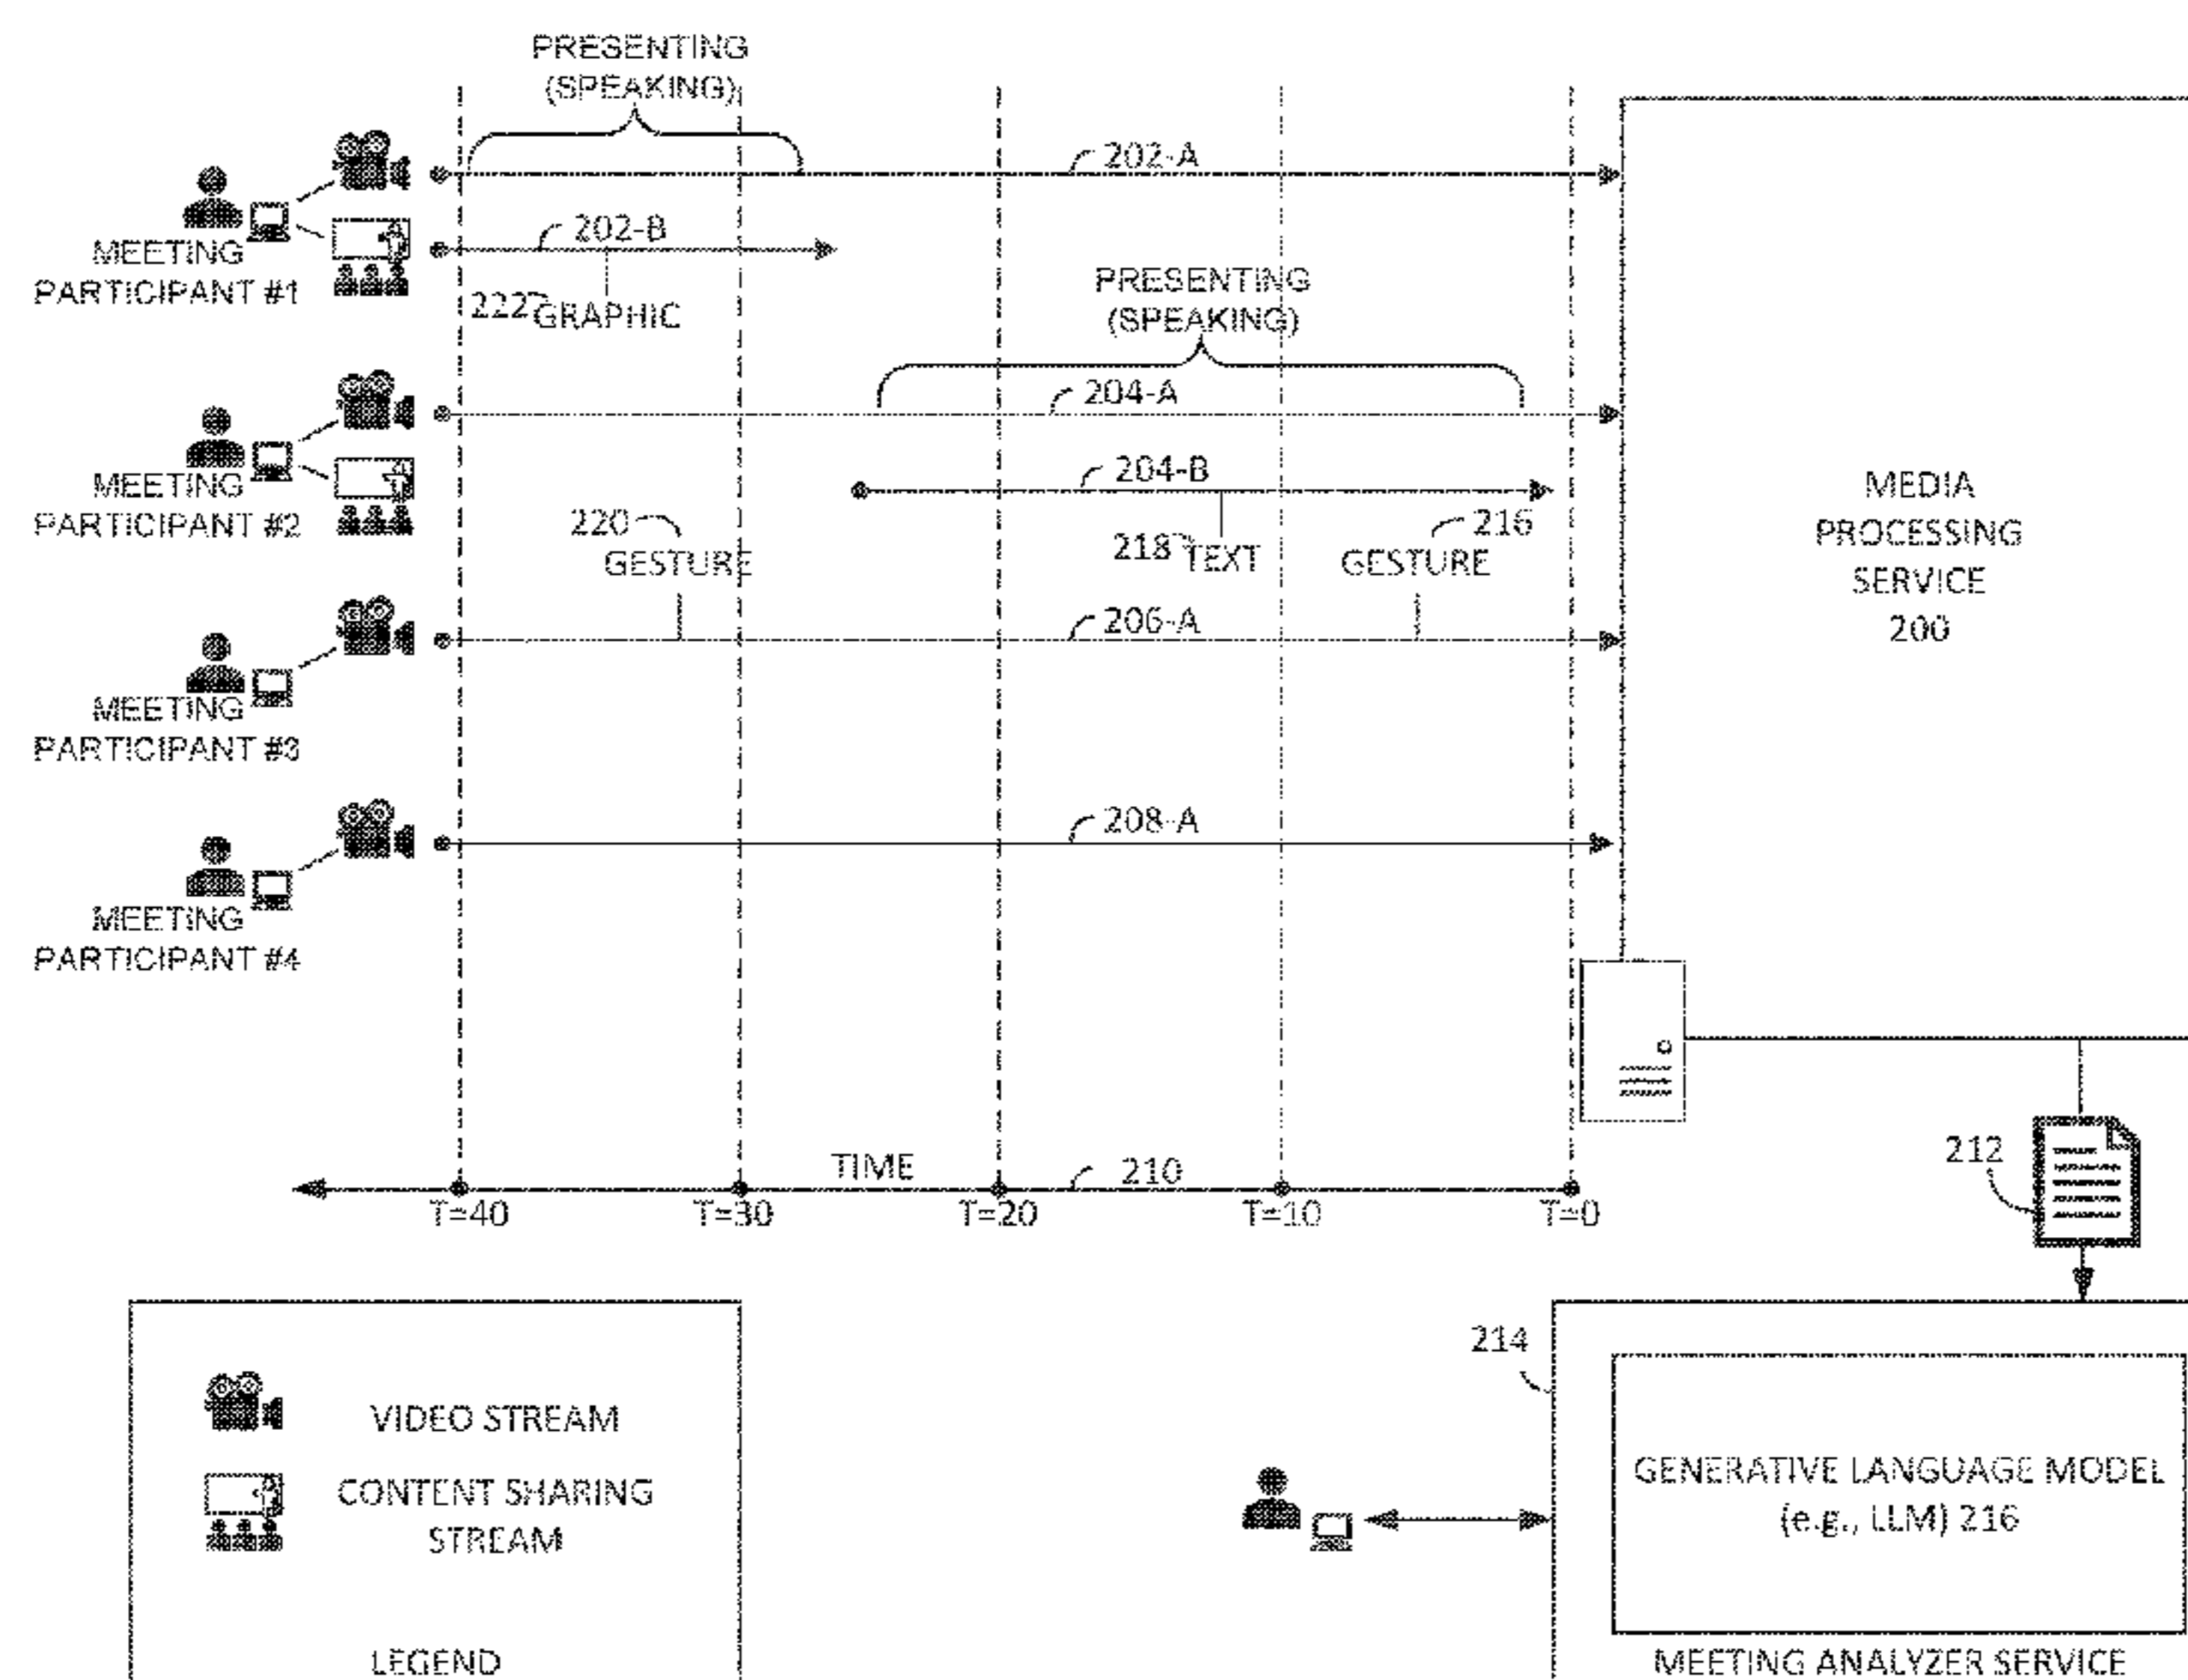 PRESENTING
(SPEAKING)
202-A
MEETING
PARTICIPANT #1
202-B
222 GRAPHIC
PRESENTING
(SPEAKING)
204-A
MEETING
PARTICIPANT #2
204-B
218 TEXT
220
GESTURE
216
GESTURE
206-A
MEETING
PARTICIPANT #3
208-A
MEETING
PARTICIPANT #4
MEDIA
PROCESSING
SERVICE
200
TIME
210
T=40
T=30
T=20
T=10
T=0
212
VIDEO STREAM
CONTENT SHARING
STREAM
LEGEND
214
GENERATIVE LANGUAGE MODEL
(e.g., LLM) 216
MEETING ANALYZER SERVICE